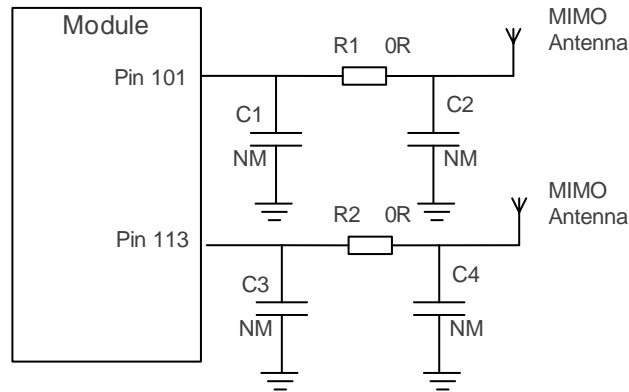 Module
MIMO
Antenna
R1 0R
Pin 101
C1
C2
NM
NM
MIMO
Antenna
R2 0R
Pin 113
C3
C4
NM
NM